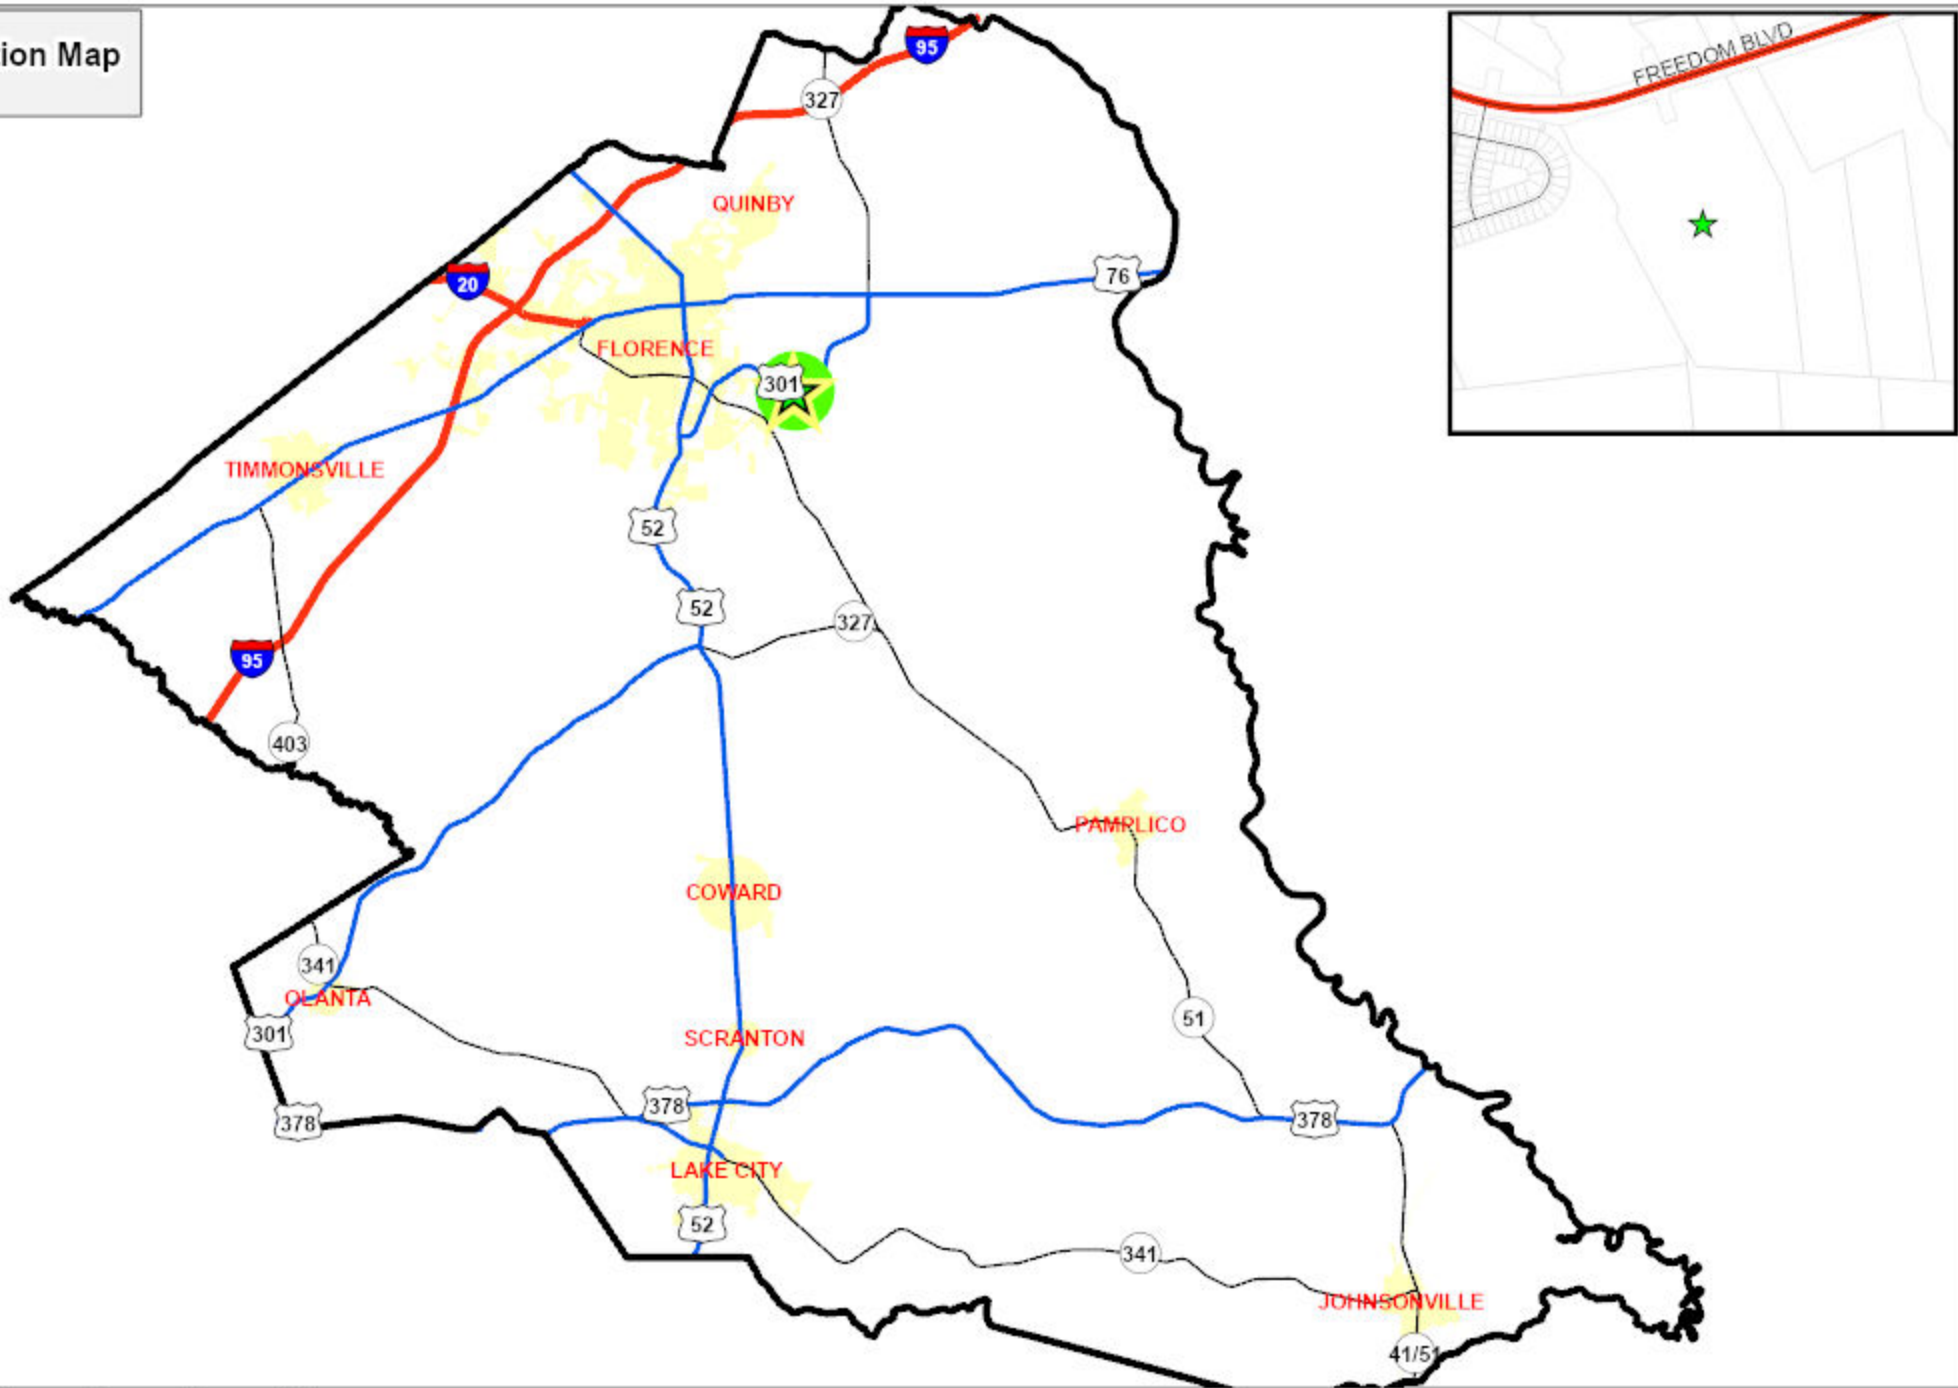 ion Map
95
FREEDOM BLVD
327
QUINBY
20
76
FLORENCE
301
TIMMONSVILLE
52
52
327
95
403
PAMPLICO
COWARD
341
OLANTA
51
301
SCRANTON
378
378
378
LAKE CITY
52
341
JOHNSONVILLE
41/51